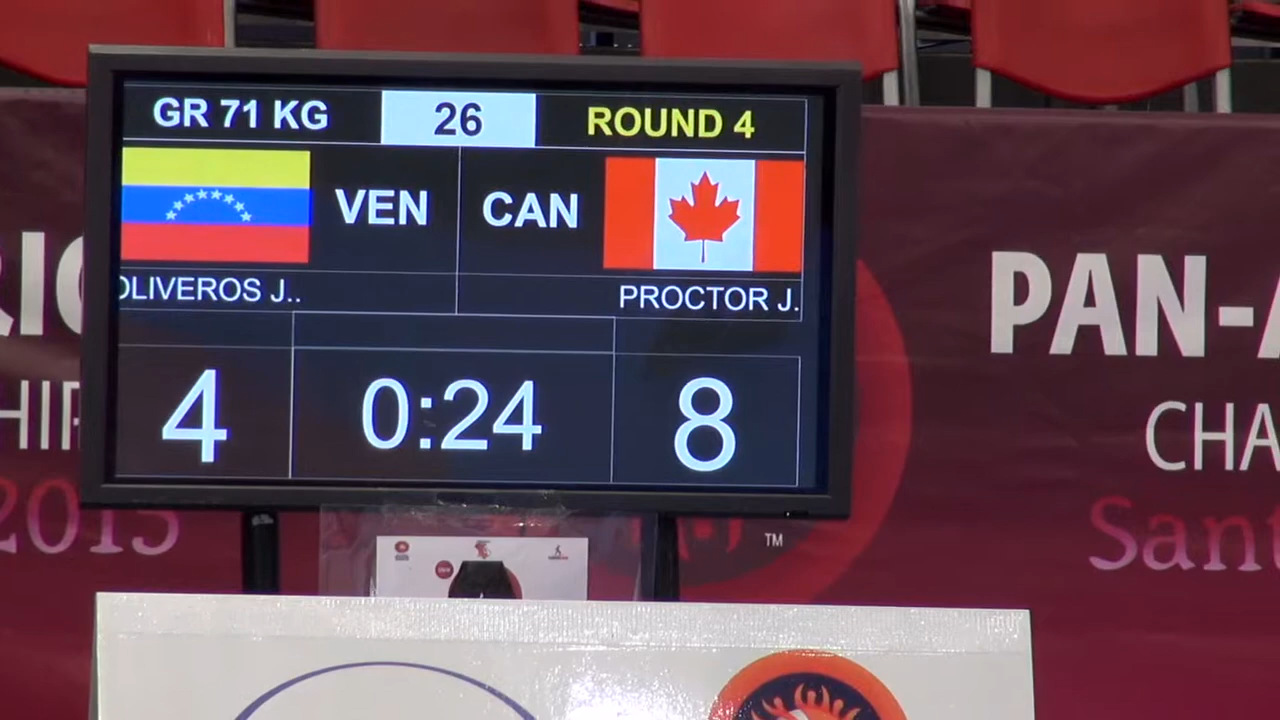 GR 71 KG 26 ROUND 4
VEN CAN
OLIVEROS J.. PROCTOR J.
4 0:24 8
PAN-A
CHA
Sant
2015
TM